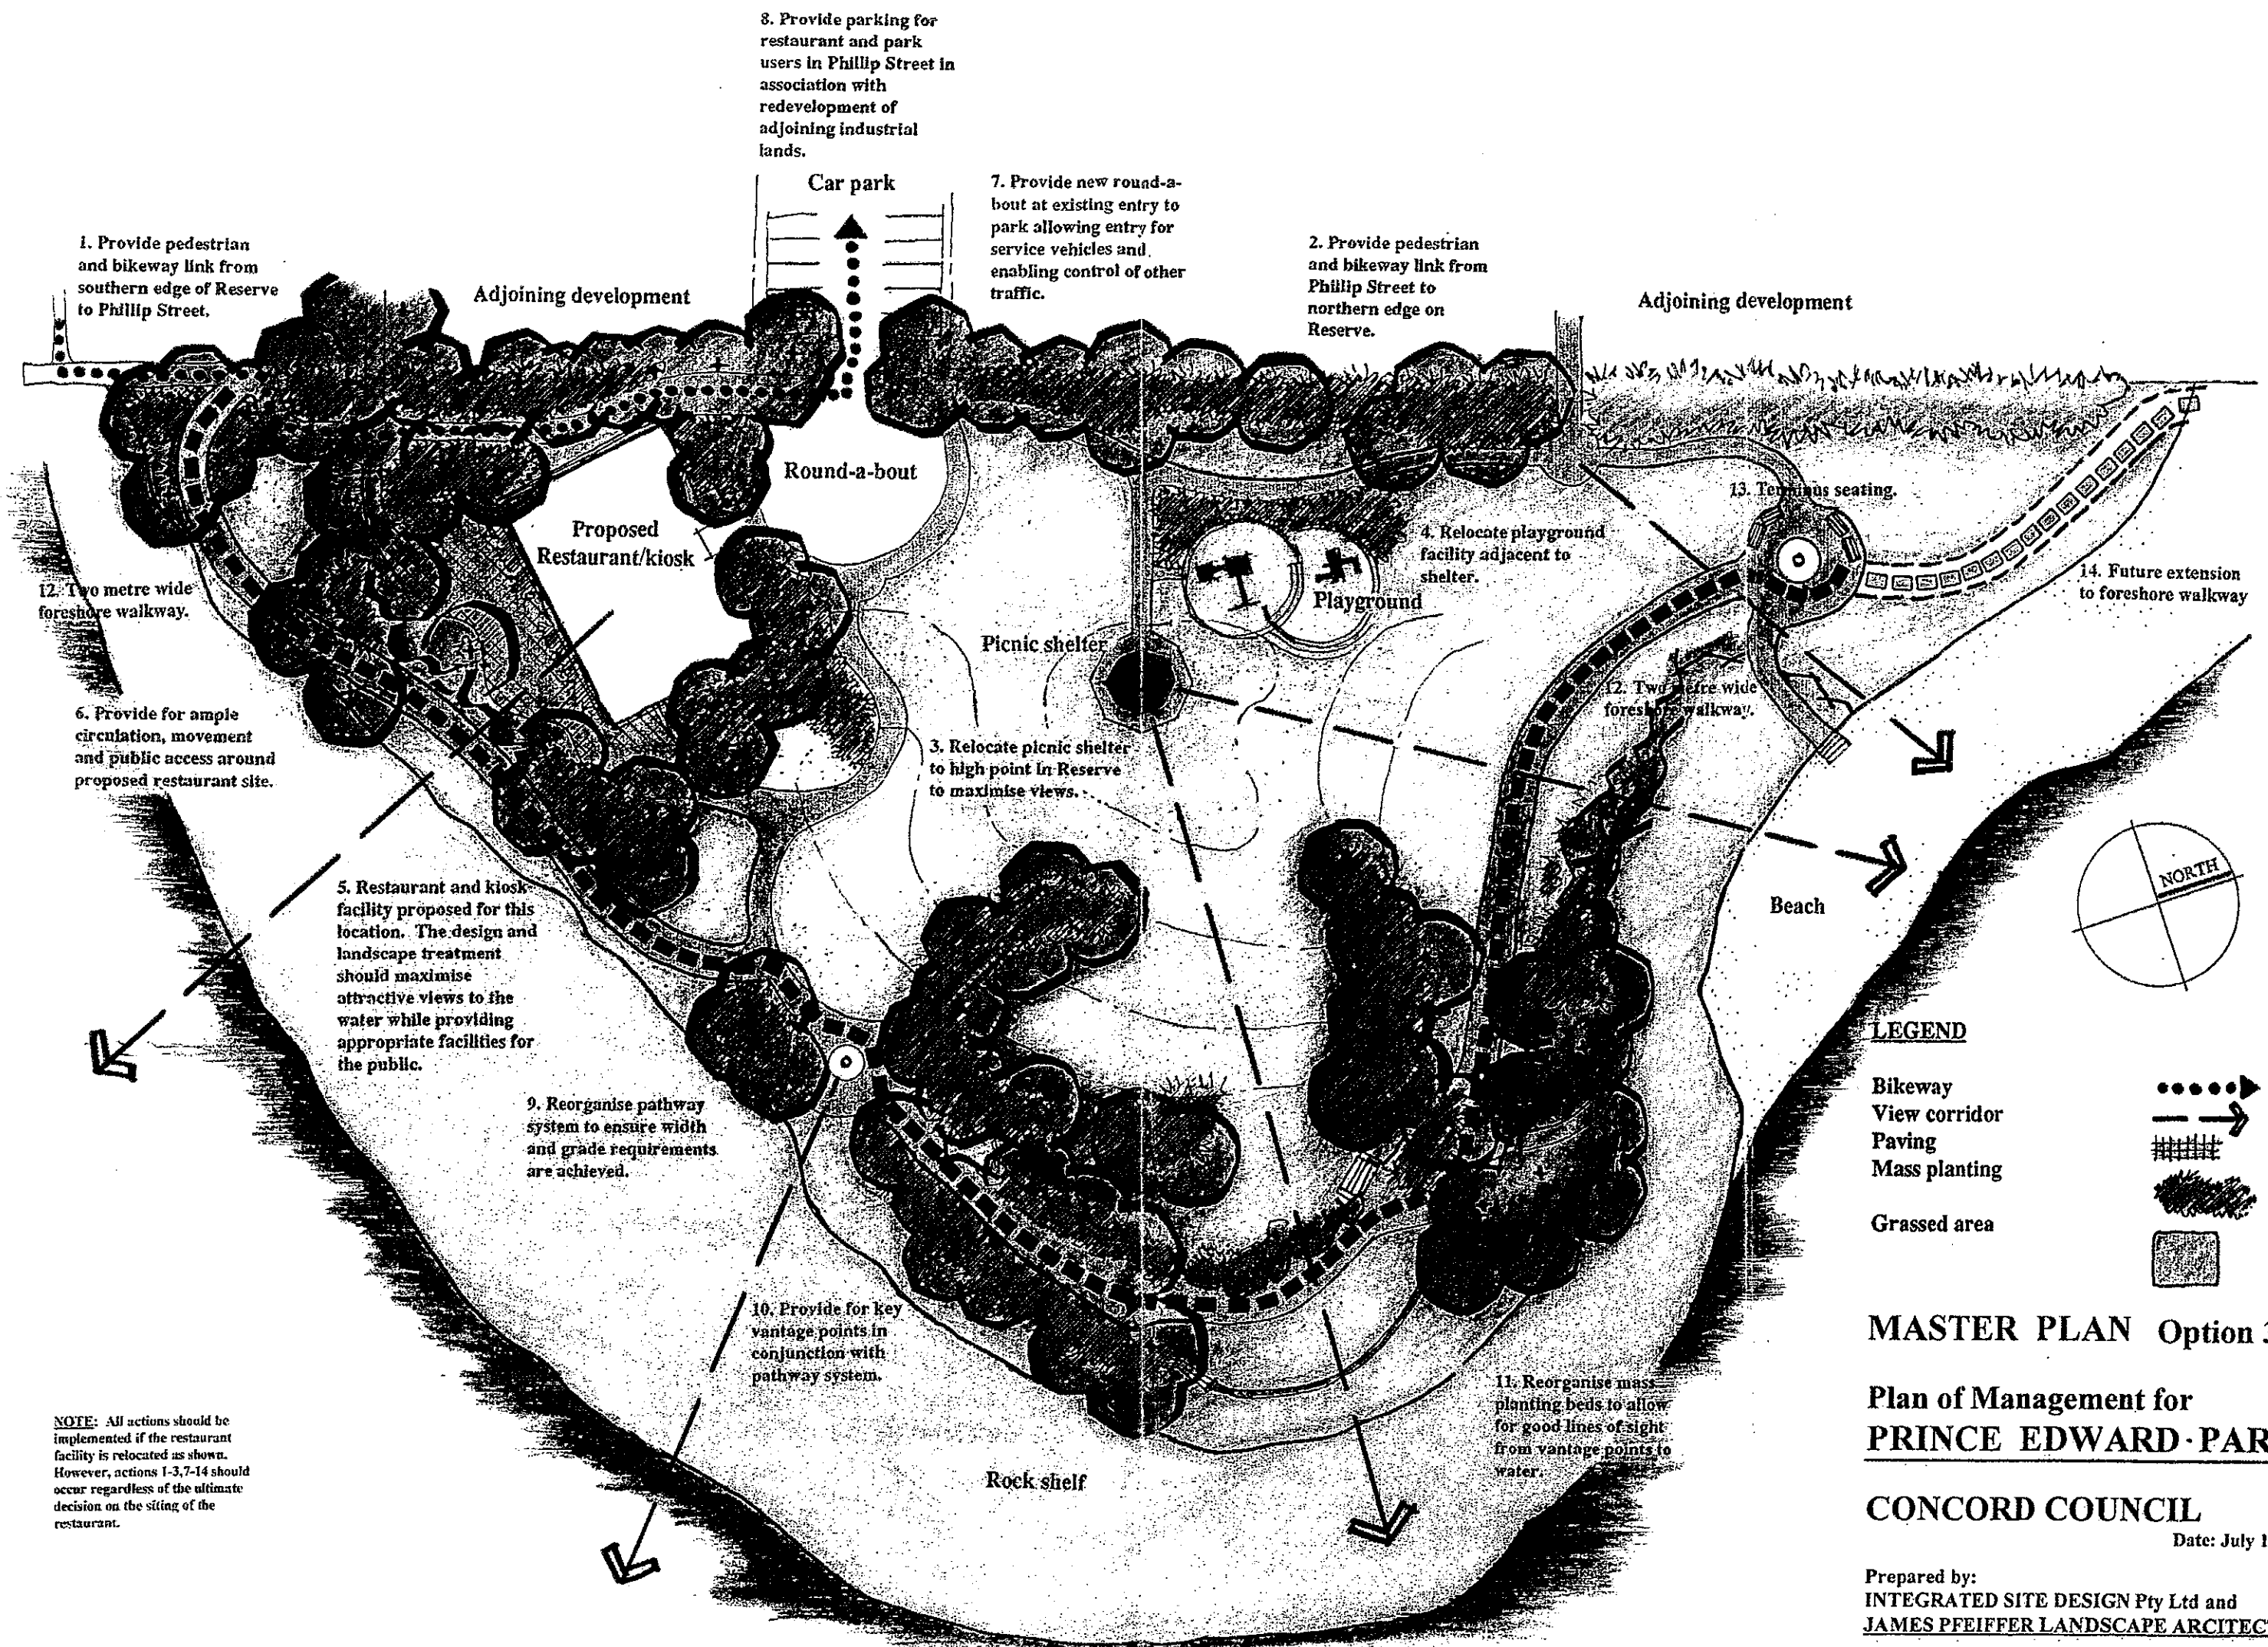 8. Provide parking for
restaurant and park
users in Phillip Street in
association with
redevelopment of
adjoining industrial
lands.
Car park
7. Provide new round-a-
bout at existing entry to
park allowing entry for
service vehicles and
enabling control of other
traffic.
1. Provide pedestrian
and bikeway link from
southern edge of Reserve
to Phillip Street.
Adjoining development
2. Provide pedestrian
and bikeway link from
Phillip Street to
northern edge on
Reserve.
Adjoining development
Round-a-bout
Proposed
Restaurant/kiosk
13. Terminus seating.
4. Relocate playground
facility adjacent to
shelter.
Playground
12. Two metre wide
foreshore walkway.
14. Future extension
to foreshore walkway
Picnic shelter
12. Two metre wide
foreshore walkway.
6. Provide for ample
circulation, movement
and public access around
proposed restaurant site.
3. Relocate picnic shelter
to high point in Reserve
to maximise views.
5. Restaurant and kiosk
facility proposed for this
location. The design and
landscape treatment
should maximise
attractive views to the
water while providing
appropriate facilities for
the public.
Beach
NORTH
9. Reorganise pathway
system to ensure width
and grade requirements
are achieved.
10. Provide for key
vantage points in
conjunction with
pathway system.
11. Reorganise mass
planting beds to allow
for good lines of sight
from vantage points to
water.
Rock shelf
NOTE: All actions should be
implemented if the restaurant
facility is relocated as shown.
However, actions 1-3,7-14 should
occur regardless of the ultimate
decision on the siting of the
restaurant.
LEGEND
Bikeway
View corridor
Paving
Mass planting
Grassed area
MASTER PLAN Option 3
Plan of Management for
PRINCE EDWARD PAR
CONCORD COUNCIL
Date: July 1
Prepared by:
INTEGRATED SITE DESIGN Pty Ltd and
JAMES PFEIFFER LANDSCAPE ARCITEC